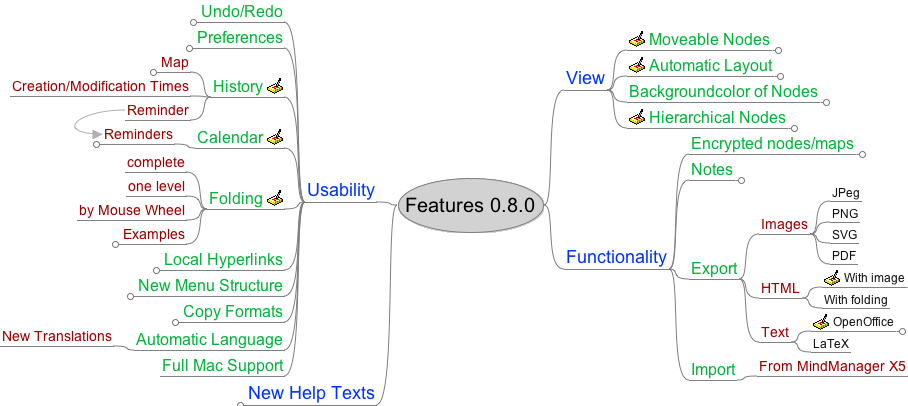 Features 0.8.0
Usability
Undo/Redo
Preferences
History
Map
Creation/Modification Times
Reminder
Calendar
Reminders
Folding
complete
one level
by Mouse Wheel
Examples
Local Hyperlinks
New Menu Structure
Copy Formats
Automatic Language
New Translations
Full Mac Support
New Help Texts
View
Moveable Nodes
Automatic Layout
Backgroundcolor of Nodes
Hierarchical Nodes
Functionality
Encrypted nodes/maps
Notes
Export
Images
JPeg
PNG
SVG
PDF
HTML
With image
With folding
Text
OpenOffice
LaTeX
Import
From MindManager X5